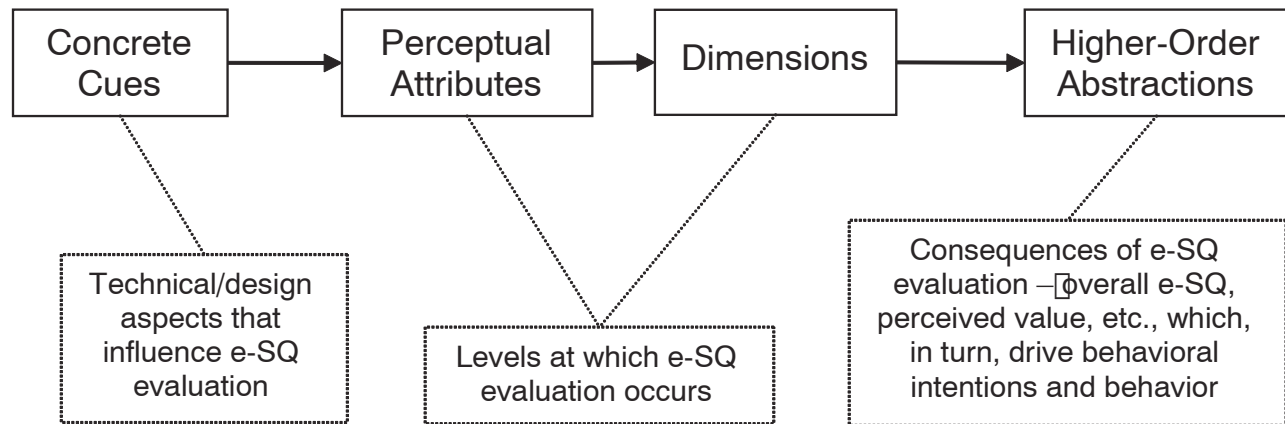 Concrete
Cues
Perceptual
Attributes
Dimensions
Higher-Order
Abstractions
Technical/design
aspects that
influence e-SQ
evaluation
Levels at which e-SQ
evaluation occurs
Consequences of e-SQ
evaluation –▯overall e-SQ,
perceived value, etc., which,
in turn, drive behavioral
intentions and behavior